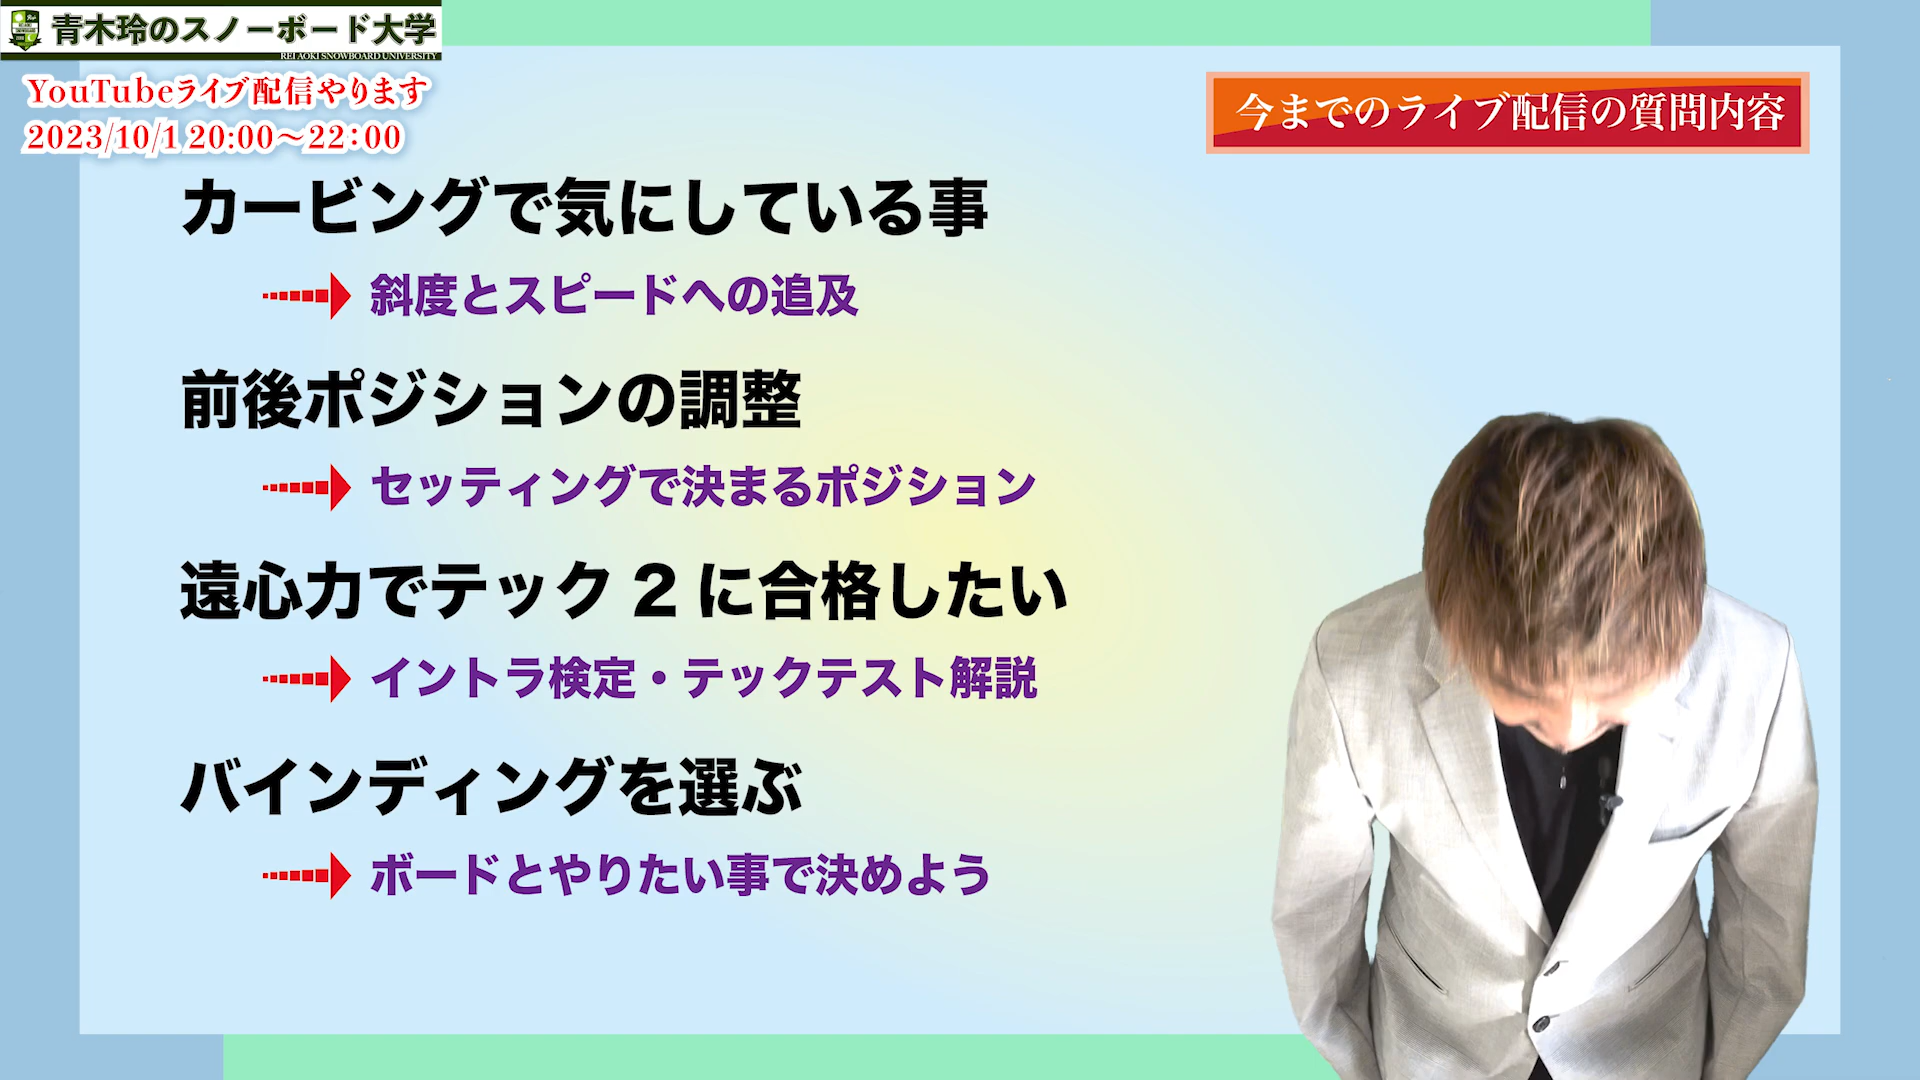 青木玲のスノーボード大学
REI AOKI SNOWBOARD UNIVERSITY
YouTubeライブ配信やります
2023/10/1 20:00〜22:00
今までのライブ配信の質問内容
カービングで気にしている事
斜度とスピードへの追及
前後ポジションの調整
セッティングで決まるポジション
遠心力でテック2に合格したい
イントラ検定・テックテスト解説
バインディングを選ぶ
ボードとやりたい事で決めよう